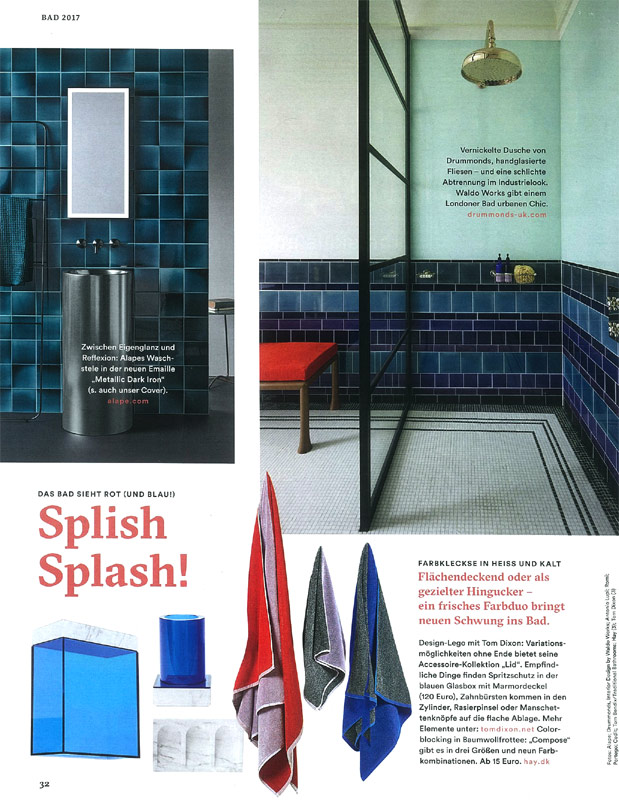 BAD 2017
Vernickelte Dusche von
Drummonds, handglasierte
Fliesen – und eine schlichte
Abtrennung im Industrielook.
Waldo Works gibt einem
Londoner Bad urbanen Chic.
drummonds-uk.com
Zwischen Eigenglanz und
Reflexion: Alapes Wasch-
stele in der neuen Emaille
„Metallic Dark Iron“
(s. auch unser Cover).
alape.com
DAS BAD SIEHT ROT (UND BLAU!)
Splish
Splash!
FARBKLECKSE IN HEISS UND KALT
Flächendeckend oder als
gezielter Hingucker –
ein frisches Farbduo bringt
neuen Schwung ins Bad.
Design-Lego mit Tom Dixon: Variations-
möglichkeiten ohne Ende bietet seine
Accessoire-Kollektion „Lid“. Empfind-
liche Dinge finden Spritzschutz in der
blauen Glasbox mit Marmordeckel
(120 Euro), Zahnbürsten kommen in den
Zylinder, Rasierpinsel oder Manschet-
tenknöpfe auf die flache Ablage. Mehr
Elemente unter: tomdixon.net Color-
blocking in Baumwollfrottee: „Compose“
gibt es in drei Größen und neun Farb-
kombinationen. Ab 15 Euro. hay.dk
32